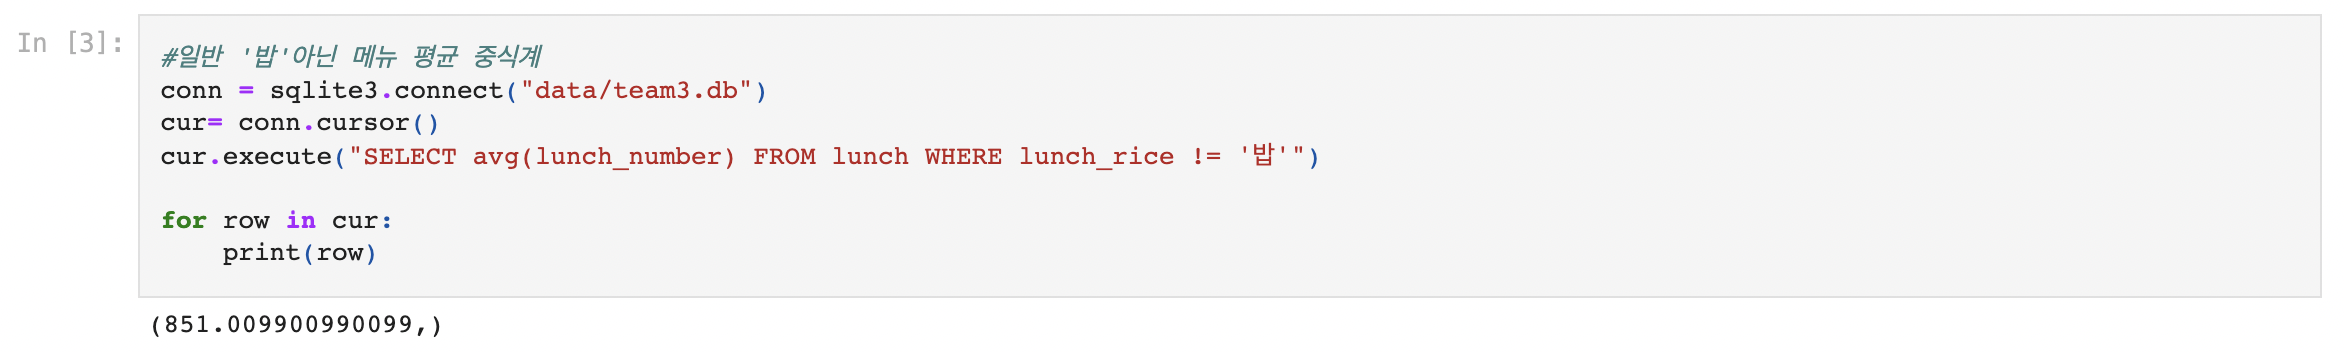 In [3]:
#일반 '밥'아닌 메뉴 평균 중식계
conn = sqlite3.connect("data/team3.db")
cur= conn.cursor()
cur.execute("SELECT avg(lunch_number) FROM lunch WHERE lunch_rice != '밥'")
for row in cur:
    print(row)
(851.009900990099,)